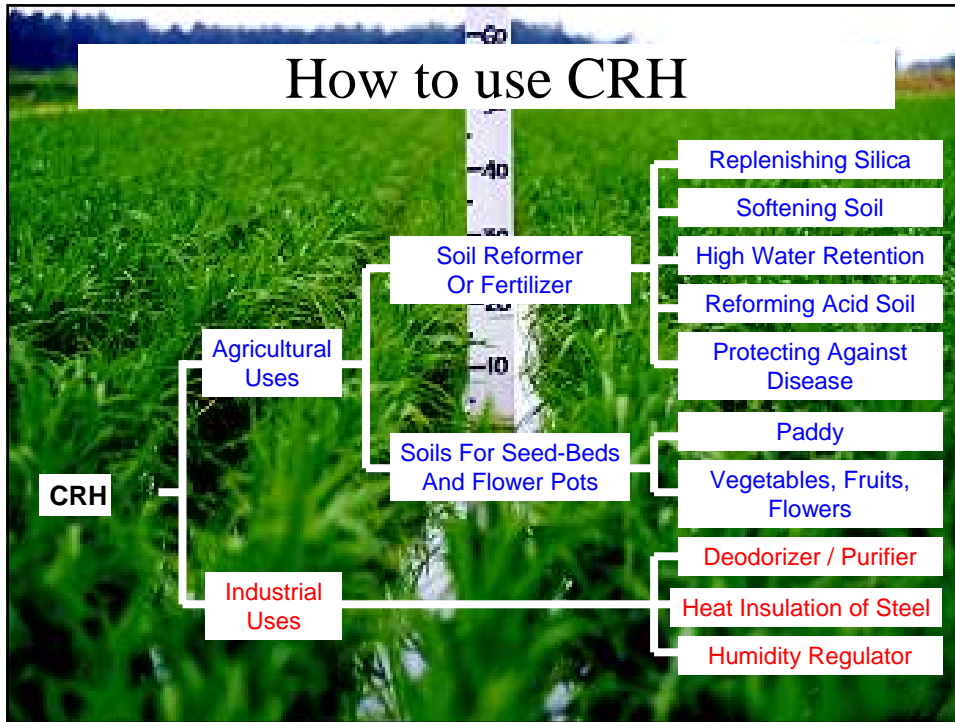 60
How to use CRH
40
20
10
Replenishing Silica
Softening Soil
Soil Reformer
Or Fertilizer
High Water Retention
Reforming Acid Soil
Agricultural
Uses
Protecting Against
Disease
Soils For Seed-Beds
And Flower Pots
Paddy
Vegetables, Fruits,
Flowers
CRH
Industrial
Uses
Deodorizer / Purifier
Heat Insulation of Steel
Humidity Regulator